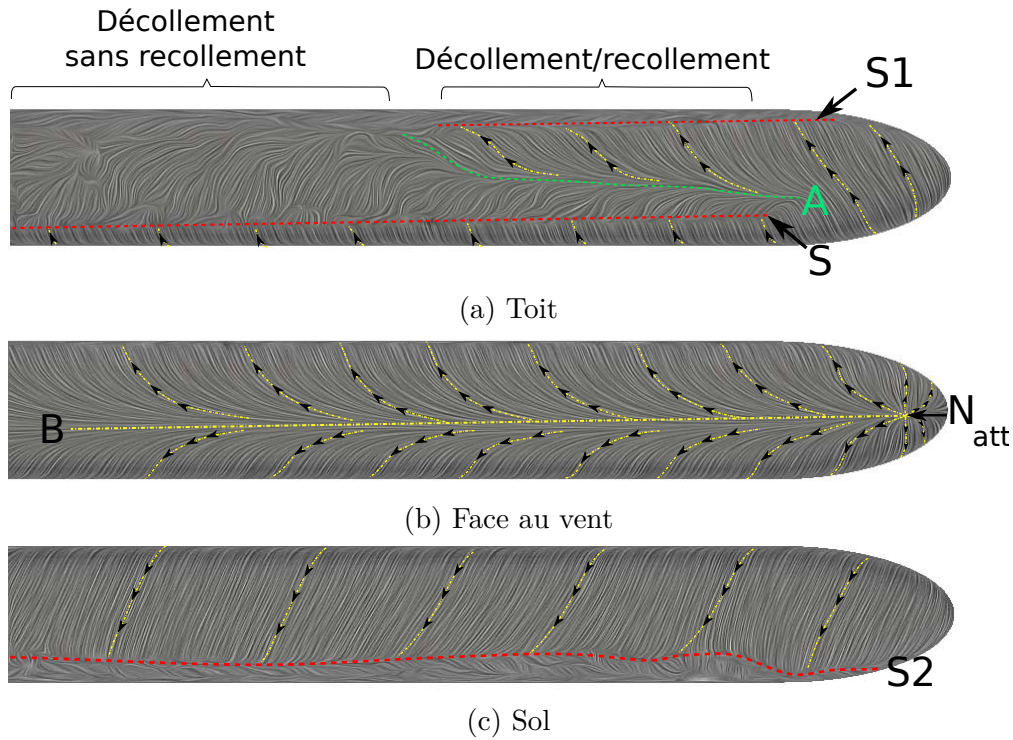 Décollement
sans recollement
Décollement/recollement
S1
A
S
(a) Toit
B
N
att
(b) Face au vent
S2
(c) Sol